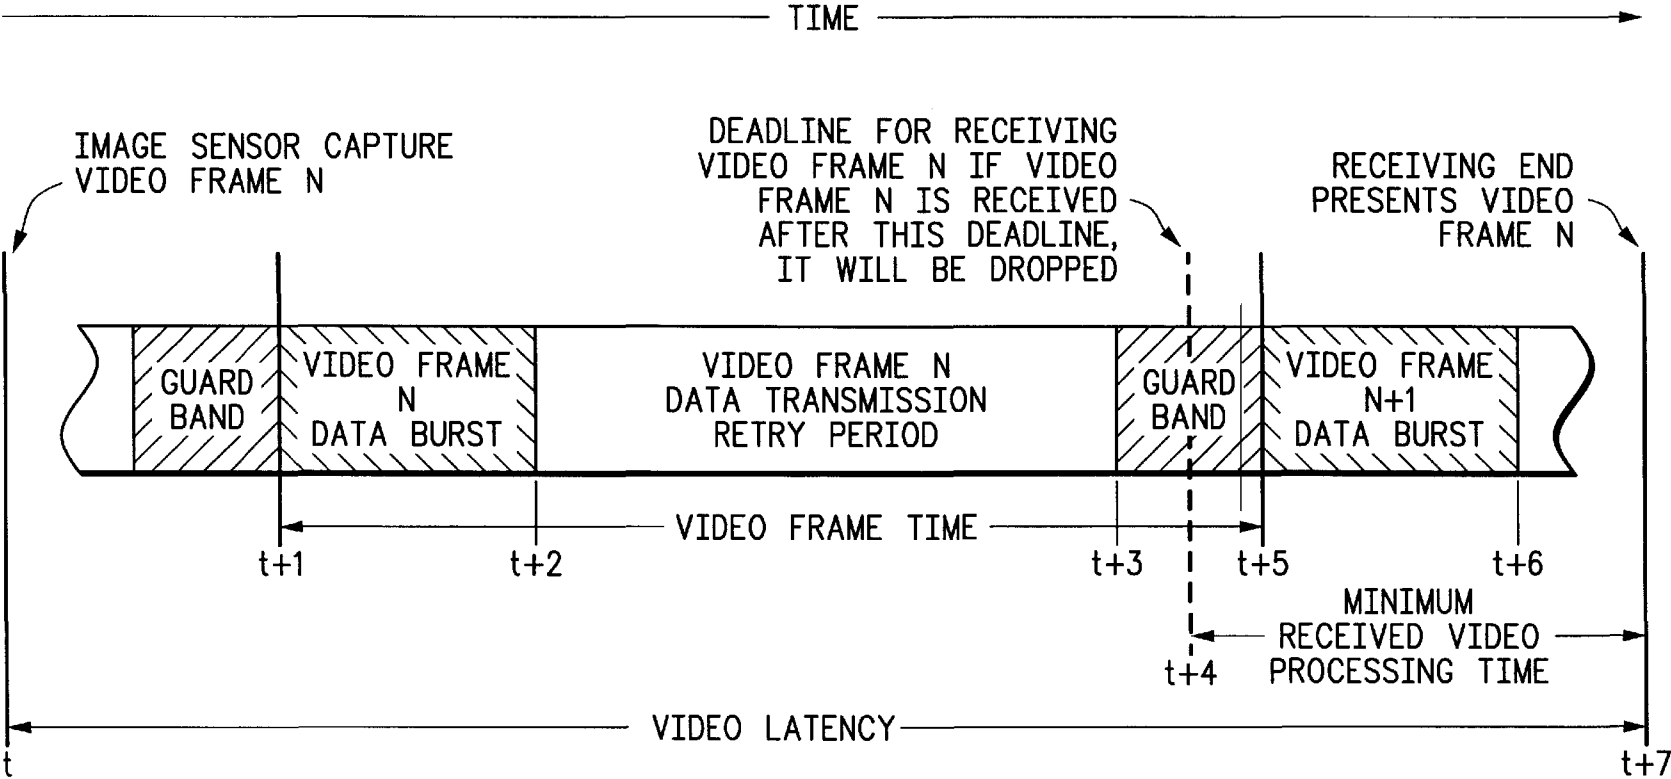 TIME
IMAGE SENSOR CAPTURE
VIDEO FRAME N
DEADLINE FOR RECEIVING
VIDEO FRAME N IF VIDEO
FRAME N IS RECEIVED
AFTER THIS DEADLINE,
IT WILL BE DROPPED
RECEIVING END
PRESENTS VIDEO
FRAME N
GUARD
BAND
VIDEO FRAME
N
DATA BURST
VIDEO FRAME N
DATA TRANSMISSION
RETRY PERIOD
GUARD
BAND
VIDEO FRAME
N+1
DATA BURST
VIDEO FRAME TIME
t+1
t+2
t+3
t+5
t+6
MINIMUM
RECEIVED VIDEO
PROCESSING TIME
t+4
VIDEO LATENCY
t
t+7